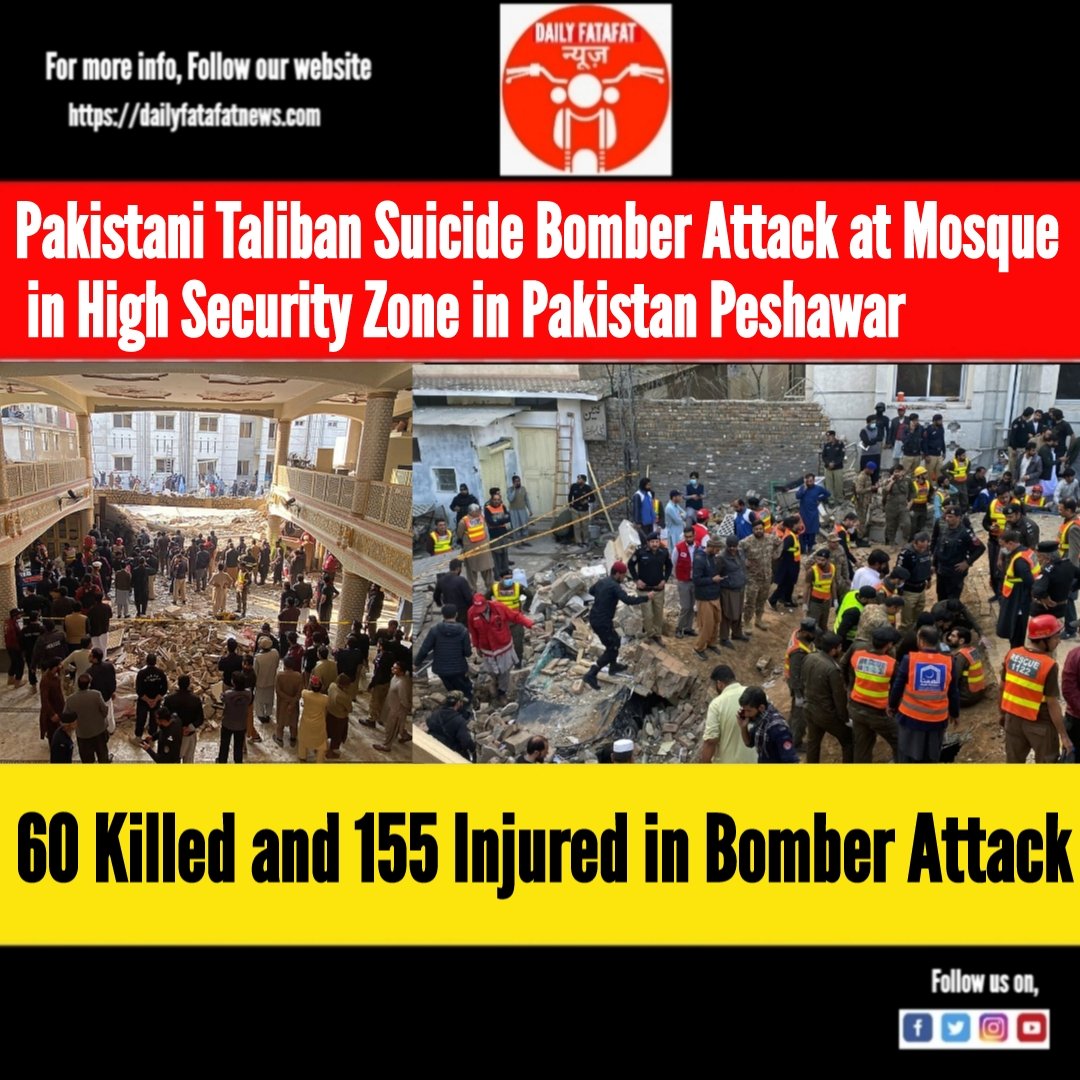 For more info, Follow our website
https://dailyfatafatnews.com
DAILY FATAFAT
न्यूज़
Pakistani Taliban Suicide Bomber Attack at Mosque
in High Security Zone in Pakistan Peshawar
POLICE
RESCUE
1122
60 Killed and 155 Injured in Bomber Attack
Follow us on,